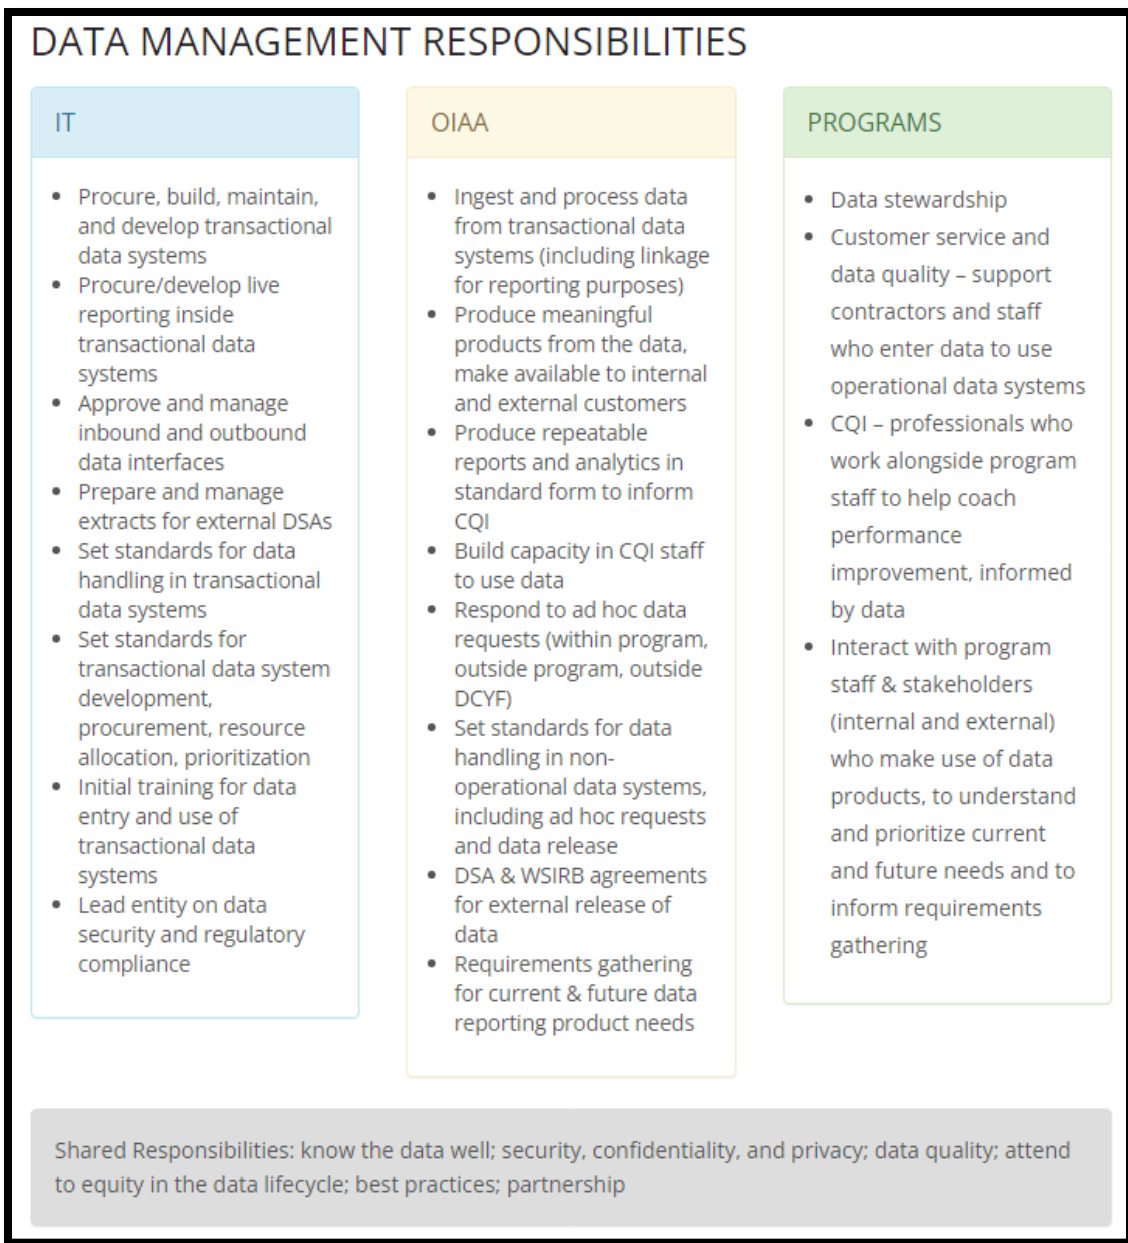 DATA MANAGEMENT RESPONSIBILITIES
IT
• Procure, build, maintain,
and develop transactional
data systems
• Procure/develop live
reporting inside
transactional data
systems
• Approve and manage
inbound and outbound
data interfaces
• Prepare and manage
extracts for external DSAs
• Set standards for data
handling in transactional
data systems
• Set standards for
transactional data system
development,
procurement, resource
allocation, prioritization
• Initial training for data
entry and use of
transactional data
systems
• Lead entity on data
security and regulatory
compliance
OIAA
• Ingest and process data
from transactional data
systems (including linkage
for reporting purposes)
• Produce meaningful
products from the data,
make available to internal
and external customers
• Produce repeatable
reports and analytics in
standard form to inform
CQI
• Build capacity in CQI staff
to use data
• Respond to ad hoc data
requests (within program,
outside program, outside
DCYF)
• Set standards for data
handling in non-
operational data systems,
including ad hoc requests
and data release
• DSA & WSIRB agreements
for external release of
data
• Requirements gathering
for current & future data
reporting product needs
PROGRAMS
• Data stewardship
• Customer service and
data quality – support
contractors and staff
who enter data to use
operational data systems
• CQI – professionals who
work alongside program
staff to help coach
performance
improvement, informed
by data
• Interact with program
staff & stakeholders
(internal and external)
who make use of data
products, to understand
and prioritize current
and future needs and to
inform requirements
gathering
Shared Responsibilities: know the data well; security, confidentiality, and privacy; data quality; attend
to equity in the data lifecycle; best practices; partnership